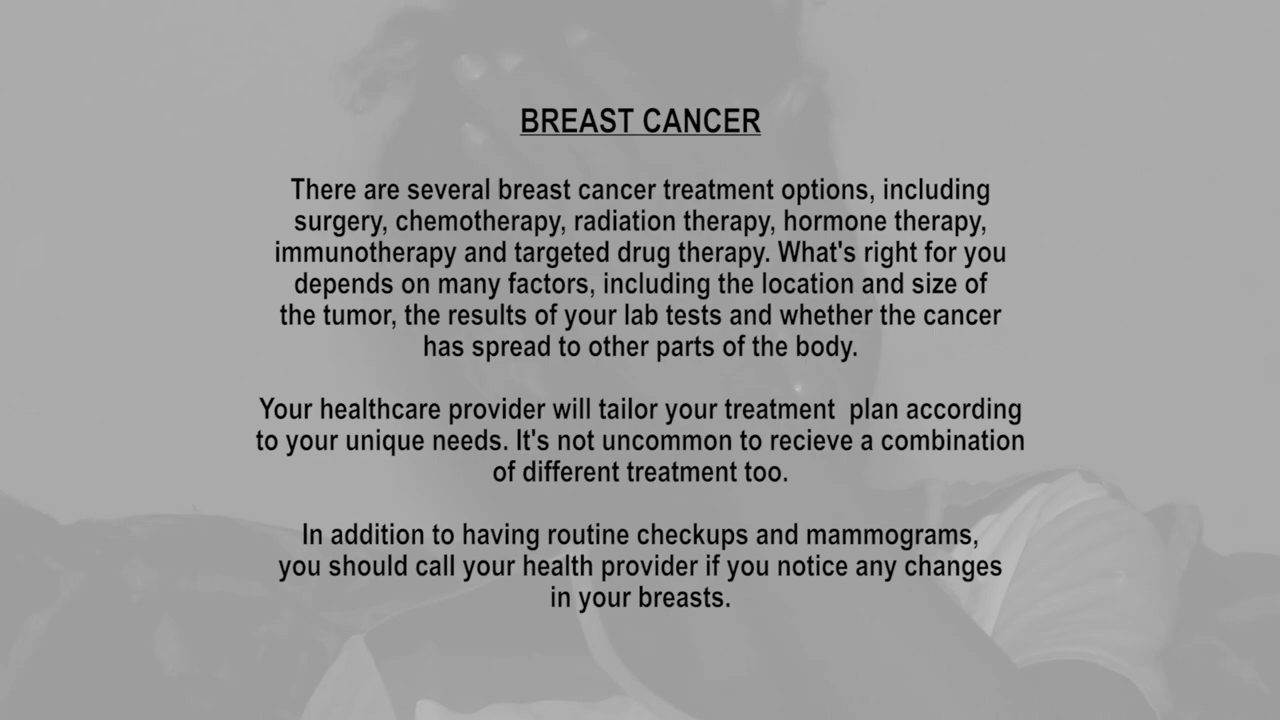 BREAST CANCER
There are several breast cancer treatment options, including
surgery, chemotherapy, radiation therapy, hormone therapy,
immunotherapy and targeted drug therapy. What's right for you
depends on many factors, including the location and size of
the tumor, the results of your lab tests and whether the cancer
has spread to other parts of the body.
Your healthcare provider will tailor your treatment  plan according
to your unique needs. It's not uncommon to recieve a combination
of different treatment too.
In addition to having routine checkups and mammograms,
you should call your health provider if you notice any changes
in your breasts.